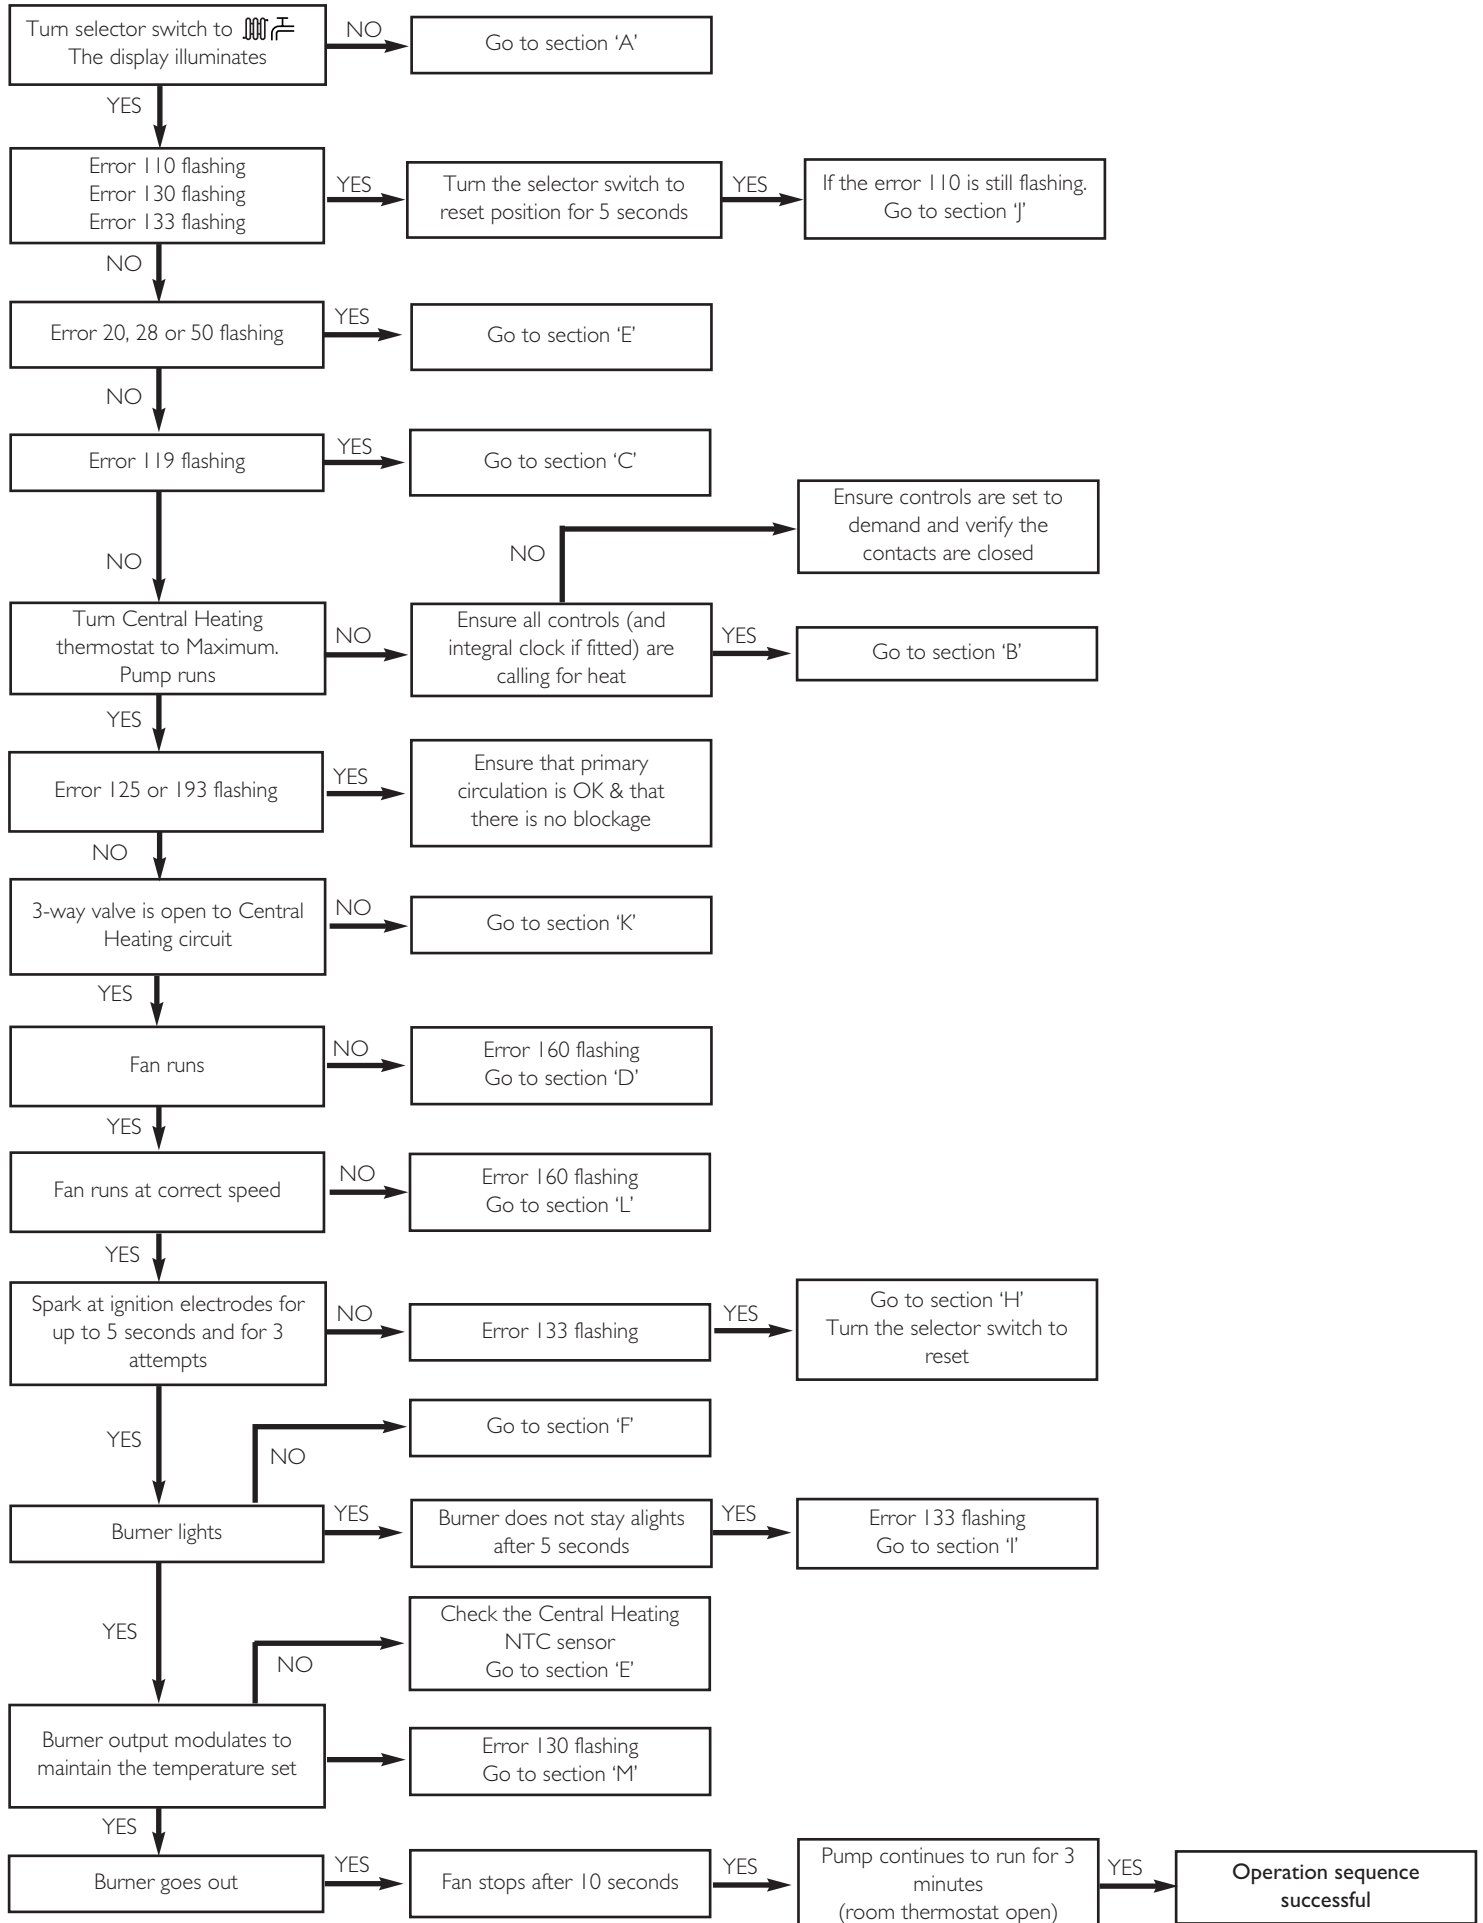 Turn selector switch to
The display illuminates
NO
Go to section ‘A’
YES
Error 110 flashing
Error 130 flashing
Error 133 flashing
YES
Turn the selector switch to
reset position for 5 seconds
YES
If the error 110 is still flashing.
Go to section ‘J’
NO
Error 20, 28 or 50 flashing
YES
Go to section ‘E’
NO
Error 119 flashing
YES
Go to section ‘C’
Ensure controls are set to
demand and verify the
contacts are closed
NO
NO
Turn Central Heating
thermostat to Maximum.
Pump runs
NO
Ensure all controls (and
integral clock if fitted) are
calling for heat
YES
Go to section ‘B’
YES
Error 125 or 193 flashing
YES
Ensure that primary
circulation is OK & that
there is no blockage
NO
3-way valve is open to Central
Heating circuit
NO
Go to section ‘K’
YES
Fan runs
NO
Error 160 flashing
Go to section ‘D’
YES
Fan runs at correct speed
NO
Error 160 flashing
Go to section ‘L’
YES
Spark at ignition electrodes for
up to 5 seconds and for 3
attempts
NO
Error 133 flashing
YES
Go to section ‘H’
Turn the selector switch to
reset
YES
NO
Go to section ‘F’
Burner lights
YES
Burner does not stay alights
after 5 seconds
YES
Error 133 flashing
Go to section ‘I’
YES
NO
Check the Central Heating
NTC sensor
Go to section ‘E’
Burner output modulates to
maintain the temperature set
Error 130 flashing
Go to section ‘M’
YES
Burner goes out
YES
Fan stops after 10 seconds
YES
Pump continues to run for 3
minutes
(room thermostat open)
YES
Operation sequence
successful